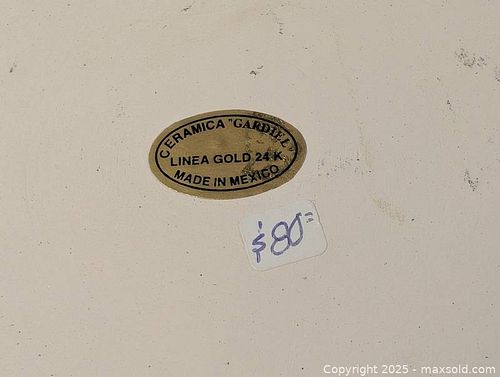 CERAMICA "GARDIEL"
LINEA GOLD 24 K
MADE IN MEXICO
$80=
Copyright 2025 - maxsold.com